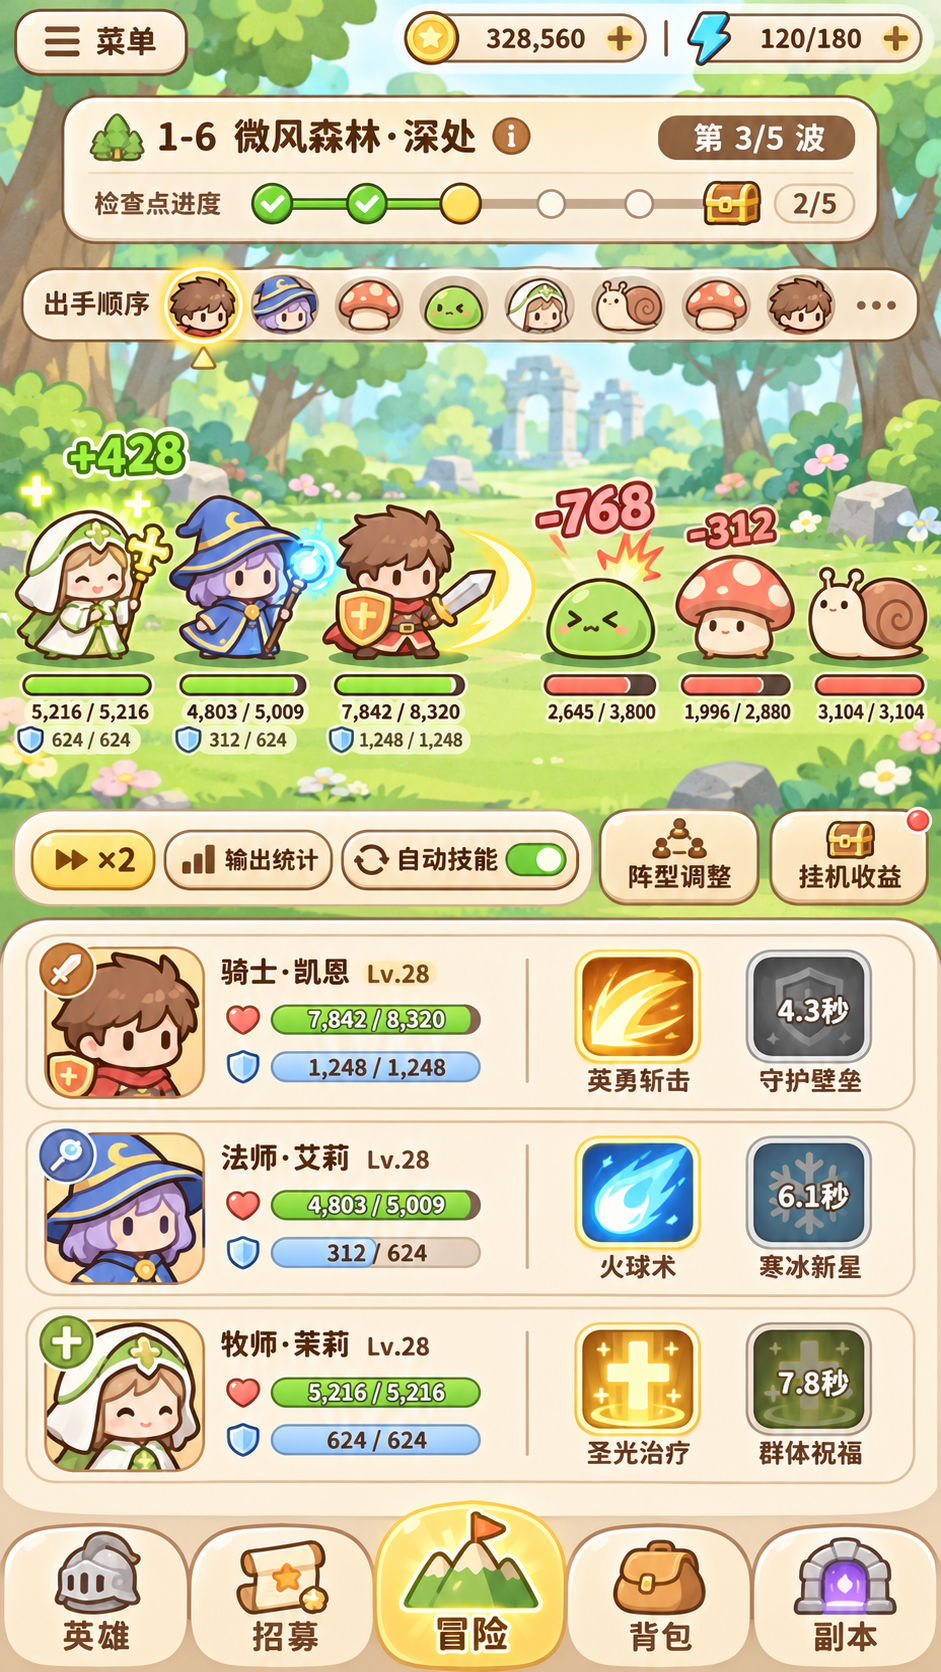 菜单
328,560
120/180
1-6 微风森林·深处
第 3/5 波
检查点进度
2/5
出手顺序
+428
-768
-312
5,216 / 5,216
4,803 / 5,009
7,842 / 8,320
2,645 / 3,800
1,996 / 2,880
3,104 / 3,104
624 / 624
312 / 624
1,248 / 1,248
×2
输出统计
自动技能
阵型调整
挂机收益
骑士·凯恩 Lv.28
7,842 / 8,320
1,248 / 1,248
英勇斩击
4.3秒
守护壁垒
法师·艾莉 Lv.28
4,803 / 5,009
312 / 624
火球术
6.1秒
寒冰新星
牧师·茉莉 Lv.28
5,216 / 5,216
624 / 624
圣光治疗
7.8秒
群体祝福
英雄
招募
冒险
背包
副本